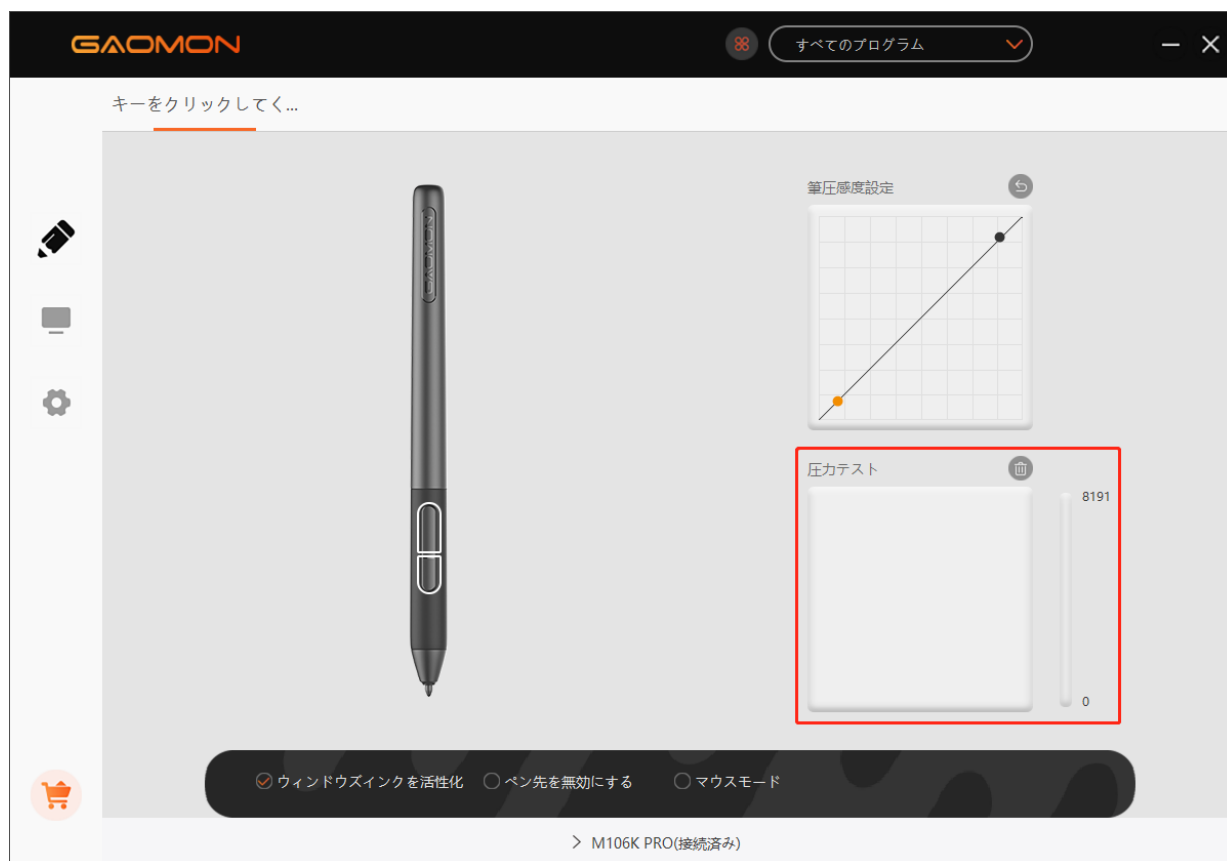 GAOMON
すべてのプログラム
キーをクリックしてく...
GAOMON
筆圧感度設定
圧力テスト
8191
0
ウィンドウズインクを活性化
ペン先を無効にする
マウスモード
M106K PRO(接続済み)